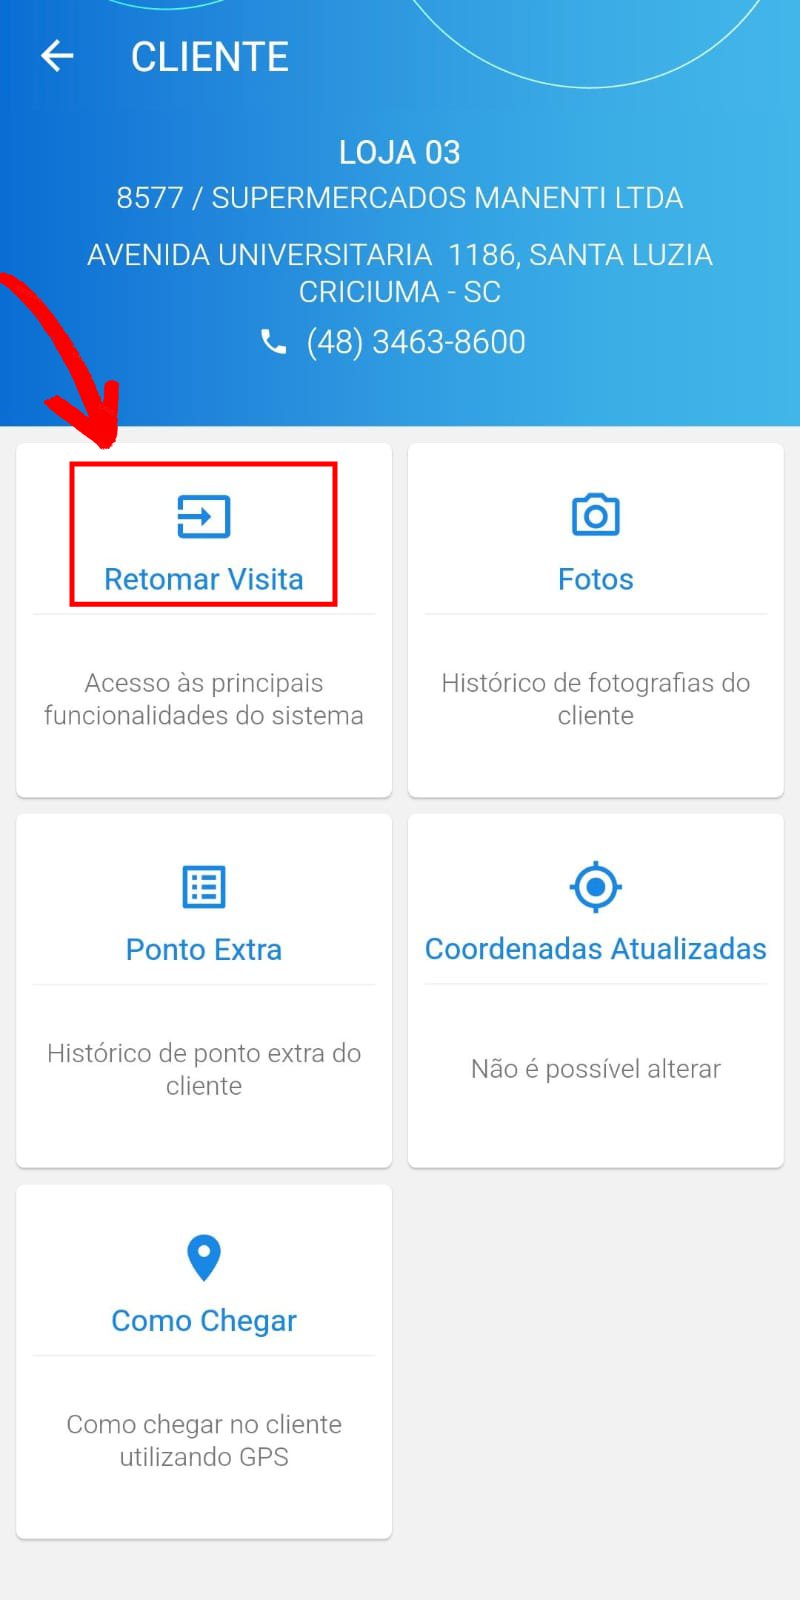 CLIENTE
LOJA 03
8577 / SUPERMERCADOS MANENTI LTDA
AVENIDA UNIVERSITARIA  1186, SANTA LUZIA
CRICIUMA - SC
(48) 3463-8600
Retomar Visita
Acesso às principais
funcionalidades do sistema
Fotos
Histórico de fotografias do
cliente
Ponto Extra
Histórico de ponto extra do
cliente
Coordenadas Atualizadas
Não é possível alterar
Como Chegar
Como chegar no cliente
utilizando GPS